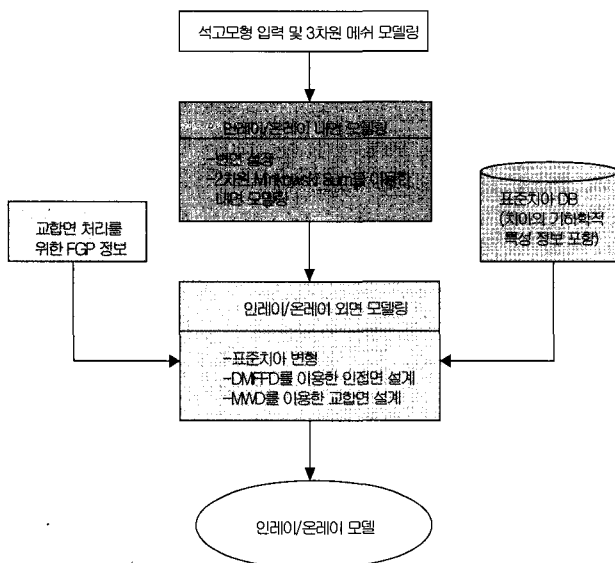 석고모형 입력 및 3차원 메쉬 모델링
인레이/온레이 내면 모델링
-변연 설정
-2차원 Minkowski Sum를 이용한
내면 모델링
표준치아 DB
(치아의 기하학적
특성 정보 포함)
교합면 처리를
위한 FGP 정보
인레이/온레이 외면 모델링
-표준치아 변형
-DMFFD를 이용한 인접면 설계
-MWD를 이용한 교합면 설계
인레이/온레이 모델